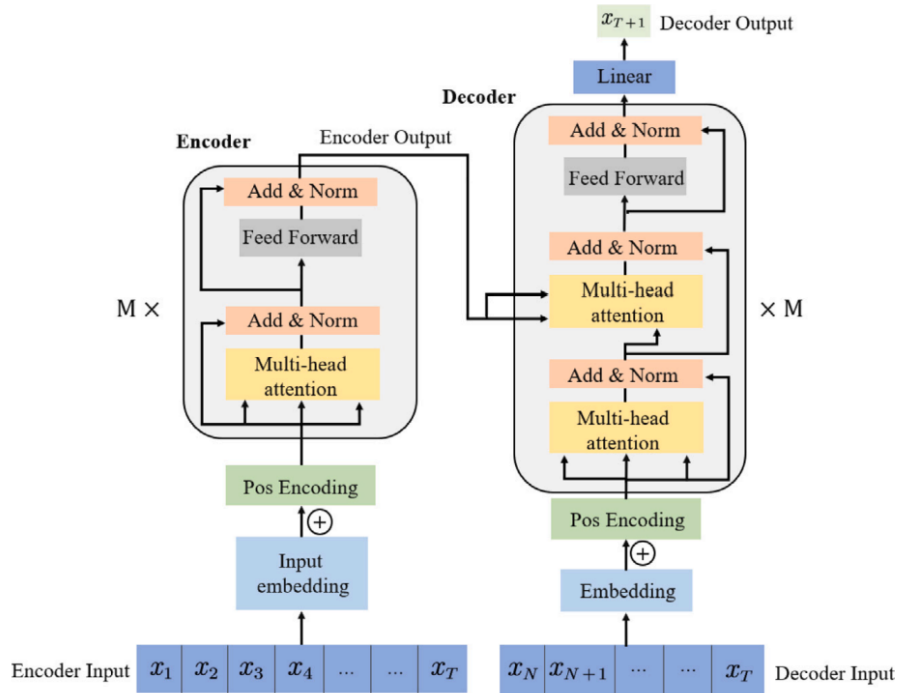 x_{T+1} Decoder Output
Linear
Decoder
Add & Norm
Feed Forward
Add & Norm
Multi-head
attention
Add & Norm
Multi-head
attention
× M
Pos Encoding
+
Embedding
x_N x_{N+1} ... ... x_T Decoder Input
Encoder
Encoder Output
Add & Norm
Feed Forward
Add & Norm
Multi-head
attention
M ×
Pos Encoding
+
Input
embedding
Encoder Input x_1 x_2 x_3 x_4 ... ... x_T